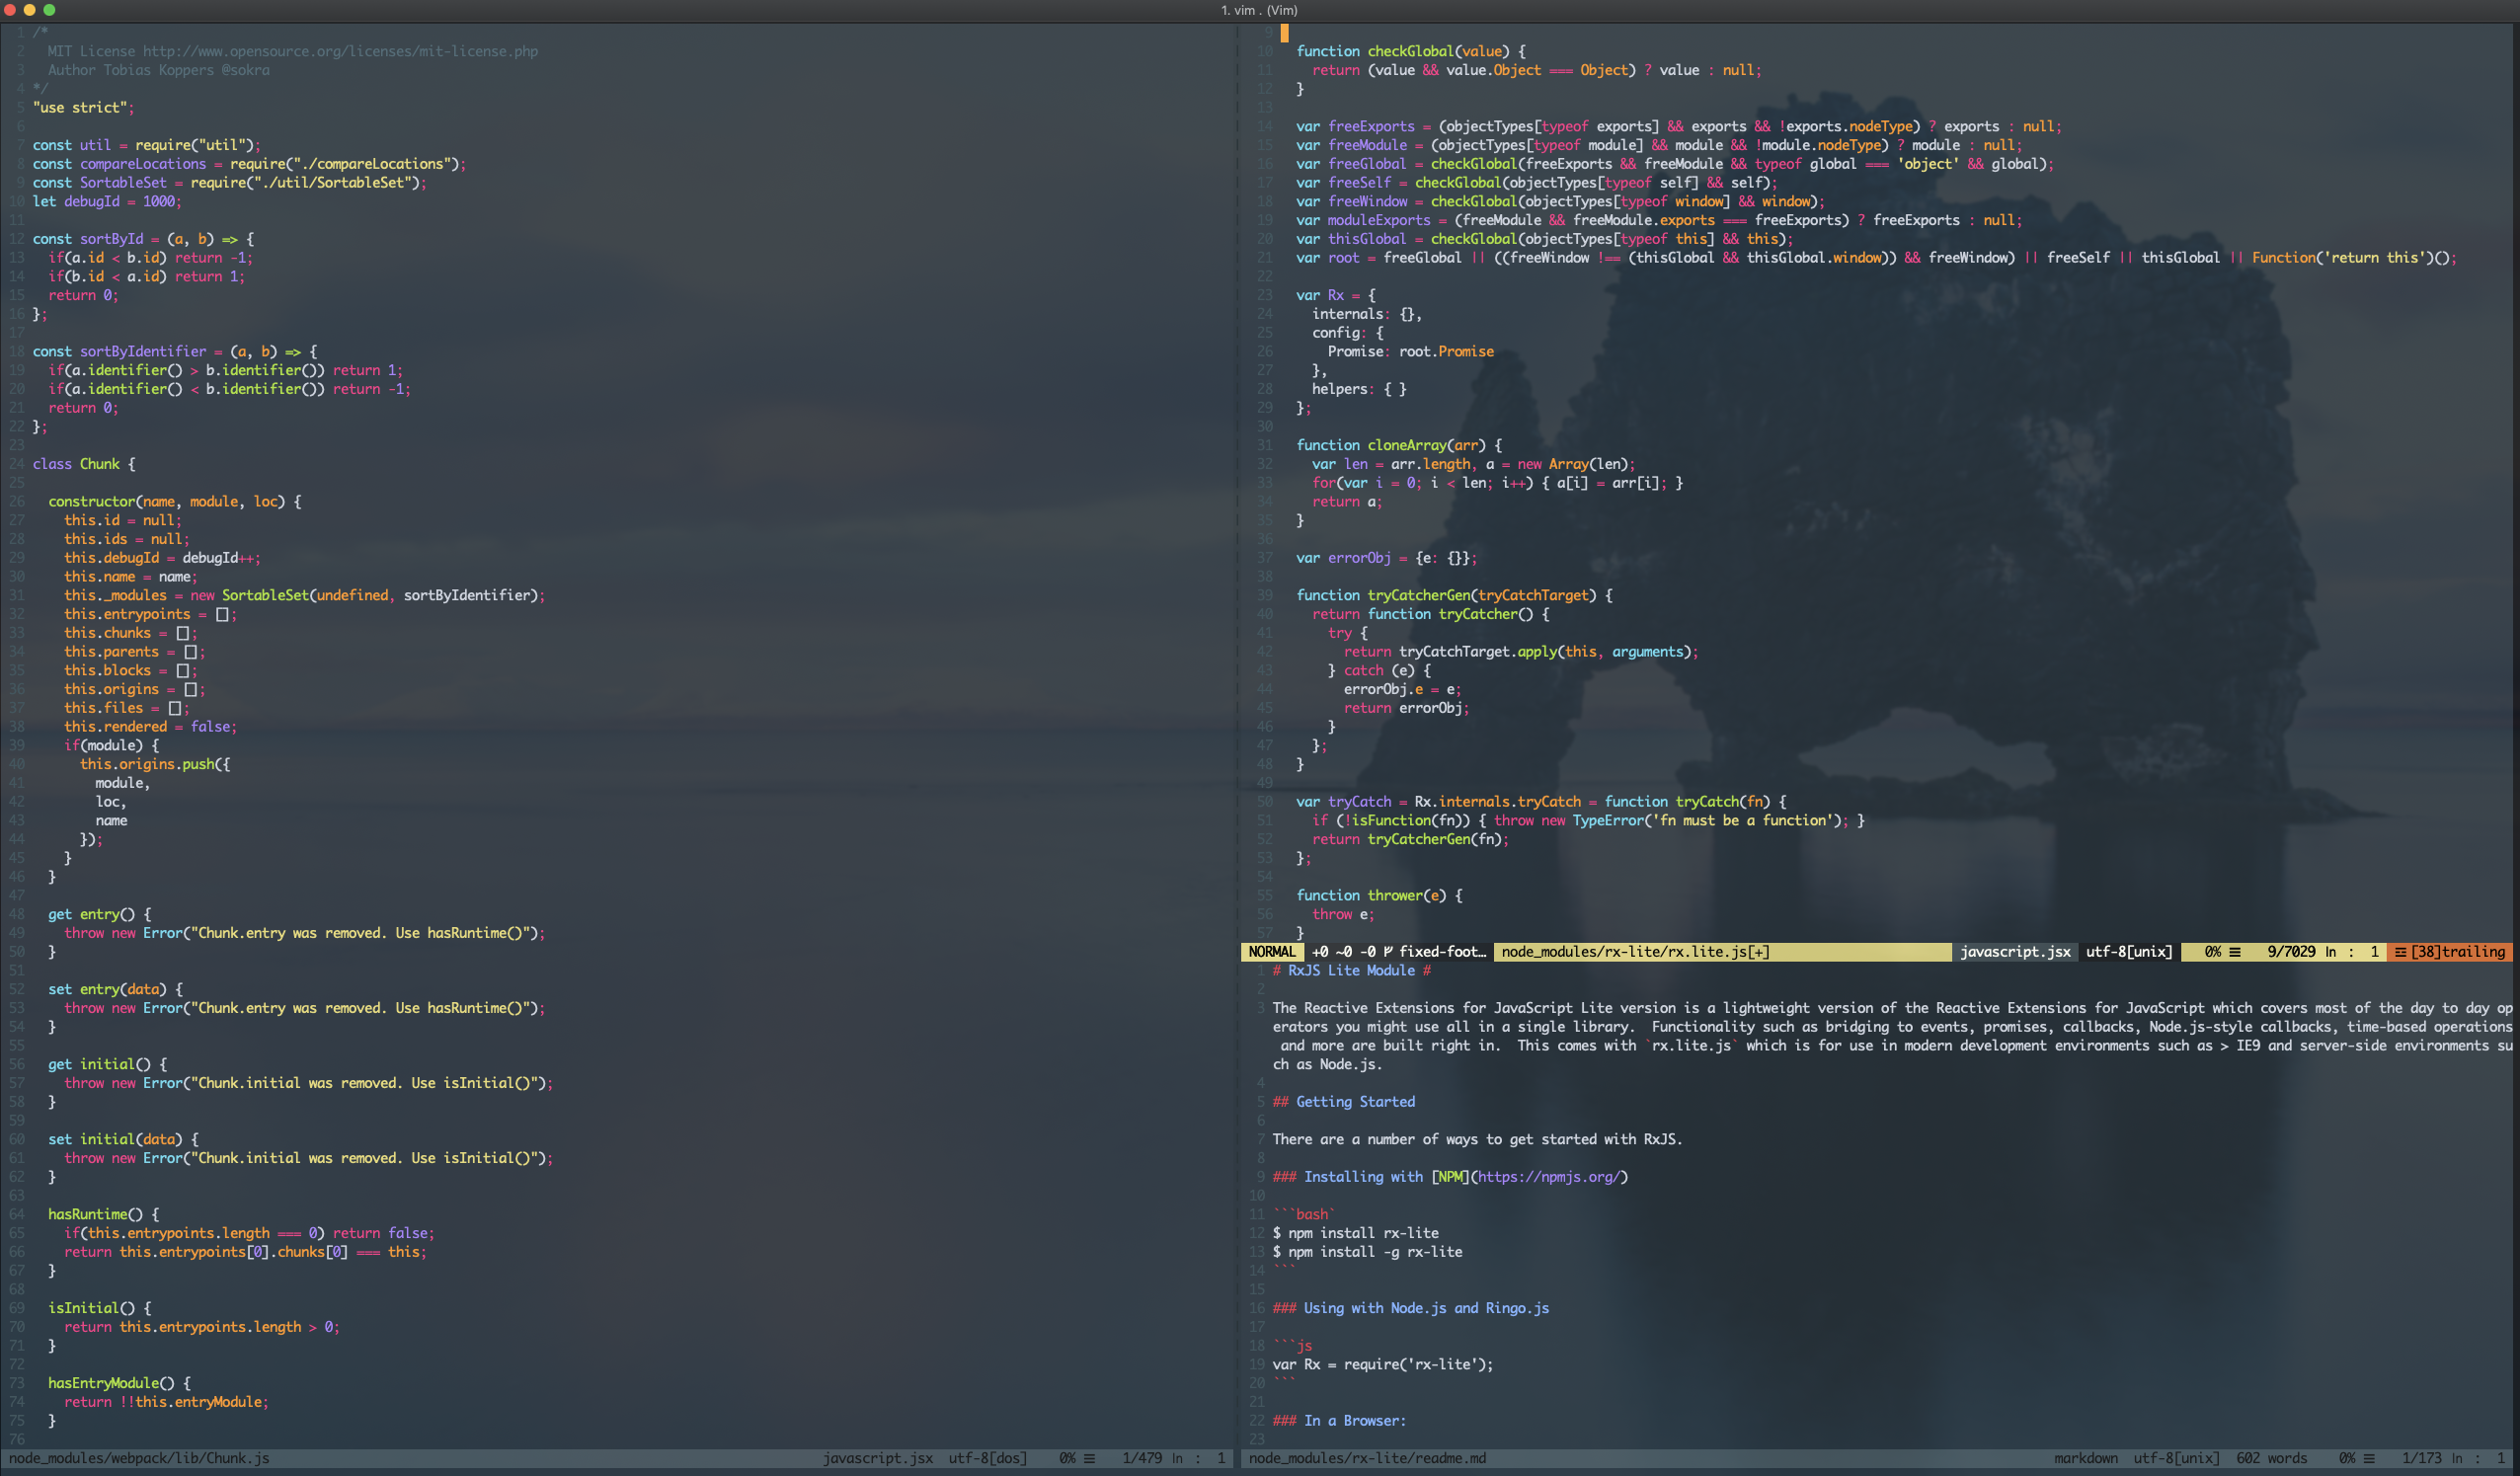 1. vim . (Vim)
1 /*
2   MIT License http://www.opensource.org/licenses/mit-license.php
3   Author Tobias Koppers @sokra
4 */
5 "use strict";
6
7 const util = require("util");
8 const compareLocations = require("./compareLocations");
9 const SortableSet = require("./util/SortableSet");
10 let debugId = 1000;
11
12 const sortById = (a, b) => {
13   if(a.id < b.id) return -1;
14   if(b.id < a.id) return 1;
15   return 0;
16 };
17
18 const sortByIdentifier = (a, b) => {
19   if(a.identifier() > b.identifier()) return 1;
20   if(a.identifier() < b.identifier()) return -1;
21   return 0;
22 };
23
24 class Chunk {
25
26   constructor(name, module, loc) {
27     this.id = null;
28     this.ids = null;
29     this.debugId = debugId++;
30     this.name = name;
31     this._modules = new SortableSet(undefined, sortByIdentifier);
32     this.entrypoints = [];
33     this.chunks = [];
34     this.parents = [];
35     this.blocks = [];
36     this.origins = [];
37     this.files = [];
38     this.rendered = false;
39     if(module) {
40       this.origins.push({
41         module,
42         loc,
43         name
44       });
45     }
46   }
47
48   get entry() {
49     throw new Error("Chunk.entry was removed. Use hasRuntime()");
50   }
51
52   set entry(data) {
53     throw new Error("Chunk.entry was removed. Use hasRuntime()");
54   }
55
56   get initial() {
57     throw new Error("Chunk.initial was removed. Use isInitial()");
58   }
59
60   set initial(data) {
61     throw new Error("Chunk.initial was removed. Use isInitial()");
62   }
63
64   hasRuntime() {
65     if(this.entrypoints.length === 0) return false;
66     return this.entrypoints[0].chunks[0] === this;
67   }
68
69   isInitial() {
70     return this.entrypoints.length > 0;
71   }
72
73   hasEntryModule() {
74     return !!this.entryModule;
75   }
76
node_modules/webpack/lib/Chunk.js javascript.jsx utf-8[dos] 0% ≡ 1/479 ln : 1
9
10   function checkGlobal(value) {
11     return (value && value.Object === Object) ? value : null;
12   }
13
14   var freeExports = (objectTypes[typeof exports] && exports && !exports.nodeType) ? exports : null;
15   var freeModule = (objectTypes[typeof module] && module && !module.nodeType) ? module : null;
16   var freeGlobal = checkGlobal(freeExports && freeModule && typeof global === 'object' && global);
17   var freeSelf = checkGlobal(objectTypes[typeof self] && self);
18   var freeWindow = checkGlobal(objectTypes[typeof window] && window);
19   var moduleExports = (freeModule && freeModule.exports === freeExports) ? freeExports : null;
20   var thisGlobal = checkGlobal(objectTypes[typeof this] && this);
21   var root = freeGlobal || ((freeWindow !== (thisGlobal && thisGlobal.window)) && freeWindow) || freeSelf || thisGlobal || Function('return this')();
22
23   var Rx = {
24     internals: {},
25     config: {
26       Promise: root.Promise
27     },
28     helpers: { }
29   };
30
31   function cloneArray(arr) {
32     var len = arr.length, a = new Array(len);
33     for(var i = 0; i < len; i++) { a[i] = arr[i]; }
34     return a;
35   }
36
37   var errorObj = {e: {}};
38
39   function tryCatcherGen(tryCatchTarget) {
40     return function tryCatcher() {
41       try {
42         return tryCatchTarget.apply(this, arguments);
43       } catch (e) {
44         errorObj.e = e;
45         return errorObj;
46       }
47     };
48   }
49
50   var tryCatch = Rx.internals.tryCatch = function tryCatch(fn) {
51     if (!isFunction(fn)) { throw new TypeError('fn must be a function'); }
52     return tryCatcherGen(fn);
53   };
54
55   function thrower(e) {
56     throw e;
57   }
NORMAL +0 ~0 -0 fixed-foot… node_modules/rx-lite/rx.lite.js[+] javascript.jsx utf-8[unix] 0% ≡ 9/7029 ln : 1 ☲ [38]trailing
1 # RxJS Lite Module #
2
3 The Reactive Extensions for JavaScript Lite version is a lightweight version of the Reactive Extensions for JavaScript which covers most of the day to day op
erators you might use all in a single library.  Functionality such as bridging to events, promises, callbacks, Node.js-style callbacks, time-based operations
 and more are built right in.  This comes with `rx.lite.js` which is for use in modern development environments such as > IE9 and server-side environments su
ch as Node.js.
4
5 ## Getting Started
6
7 There are a number of ways to get started with RxJS.
8
9 ### Installing with [NPM](https://npmjs.org/)
10
11 ```bash`
12 $ npm install rx-lite
13 $ npm install -g rx-lite
14 ```
15
16 ### Using with Node.js and Ringo.js
17
18 ```js
19 var Rx = require('rx-lite');
20 ```
21
22 ### In a Browser:
23
node_modules/rx-lite/readme.md markdown utf-8[unix] 602 words 0% ≡ 1/173 ln : 1